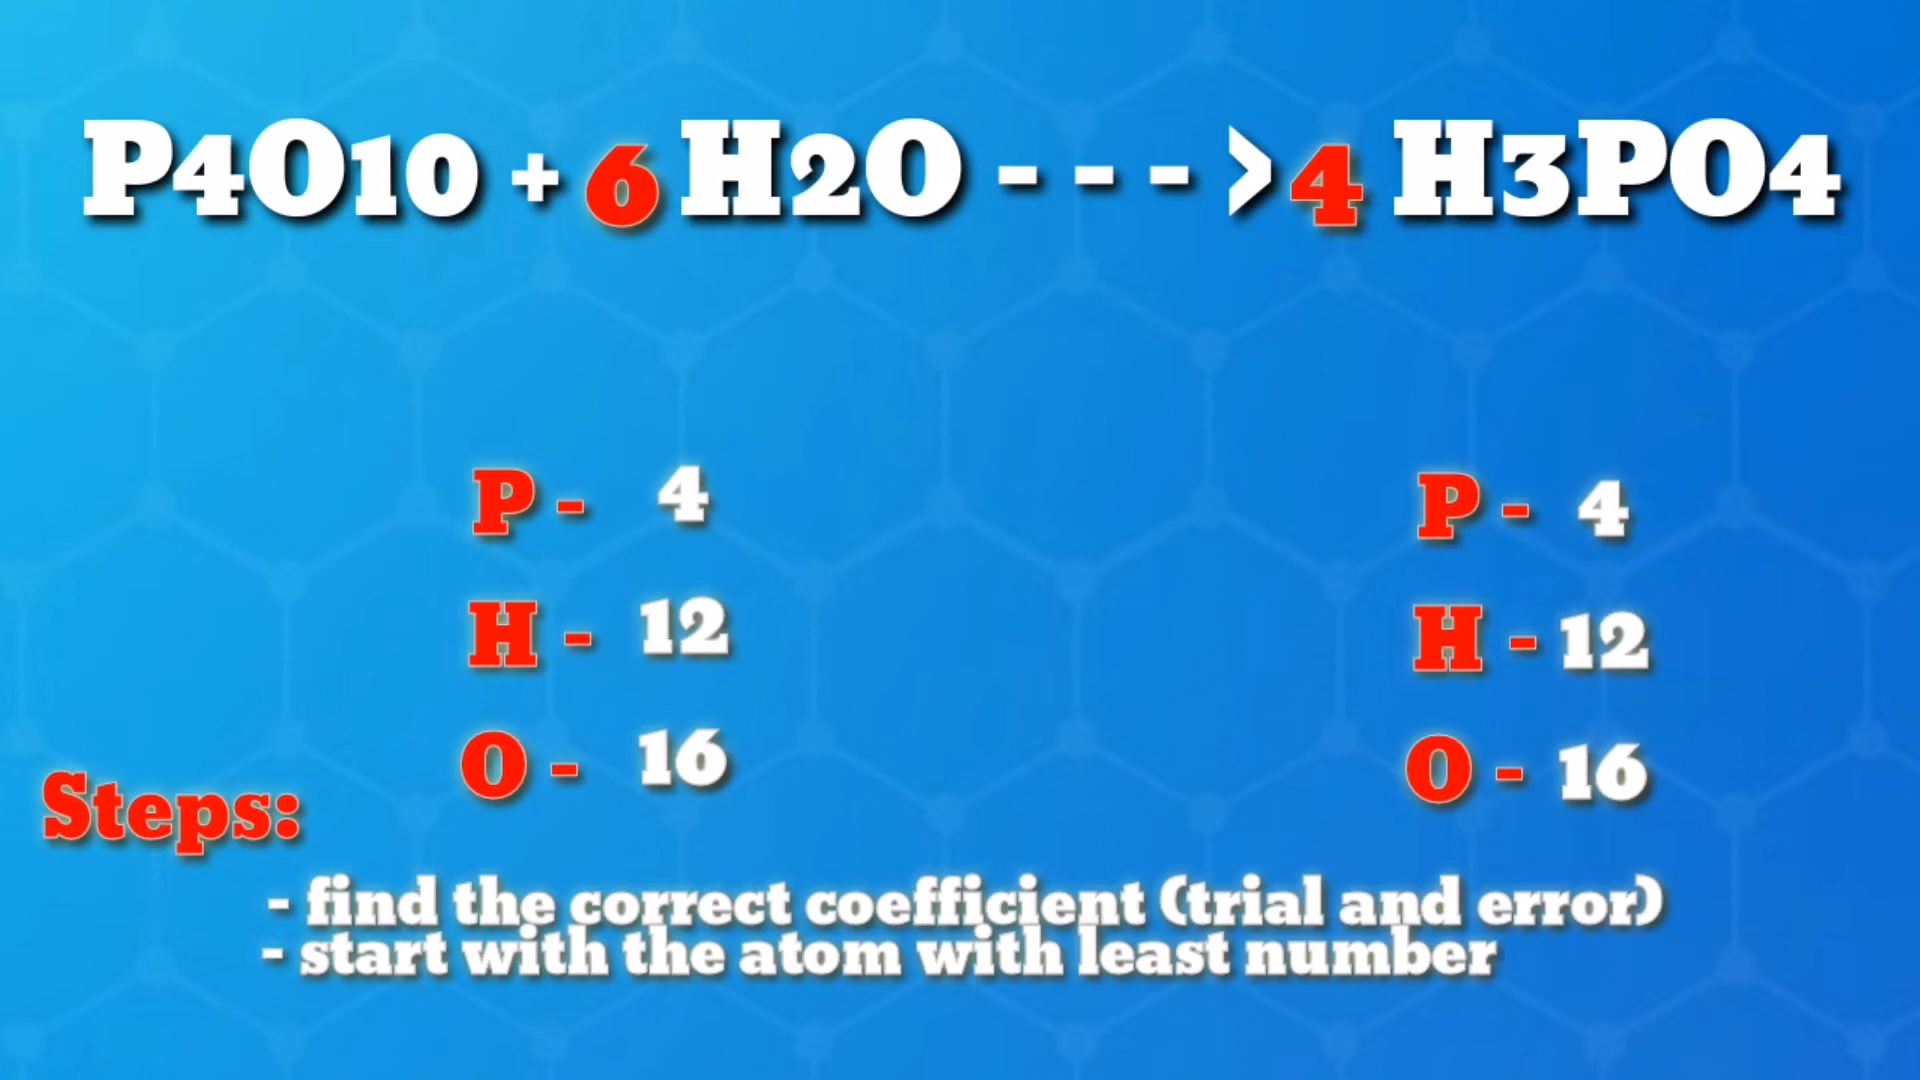 P4O10 + 6 H2O - - - > 4 H3PO4
P - 4
H - 12
O - 16
P - 4
H - 12
O - 16
Steps:
- find the correct coefficient (trial and error)
- start with the atom with least number